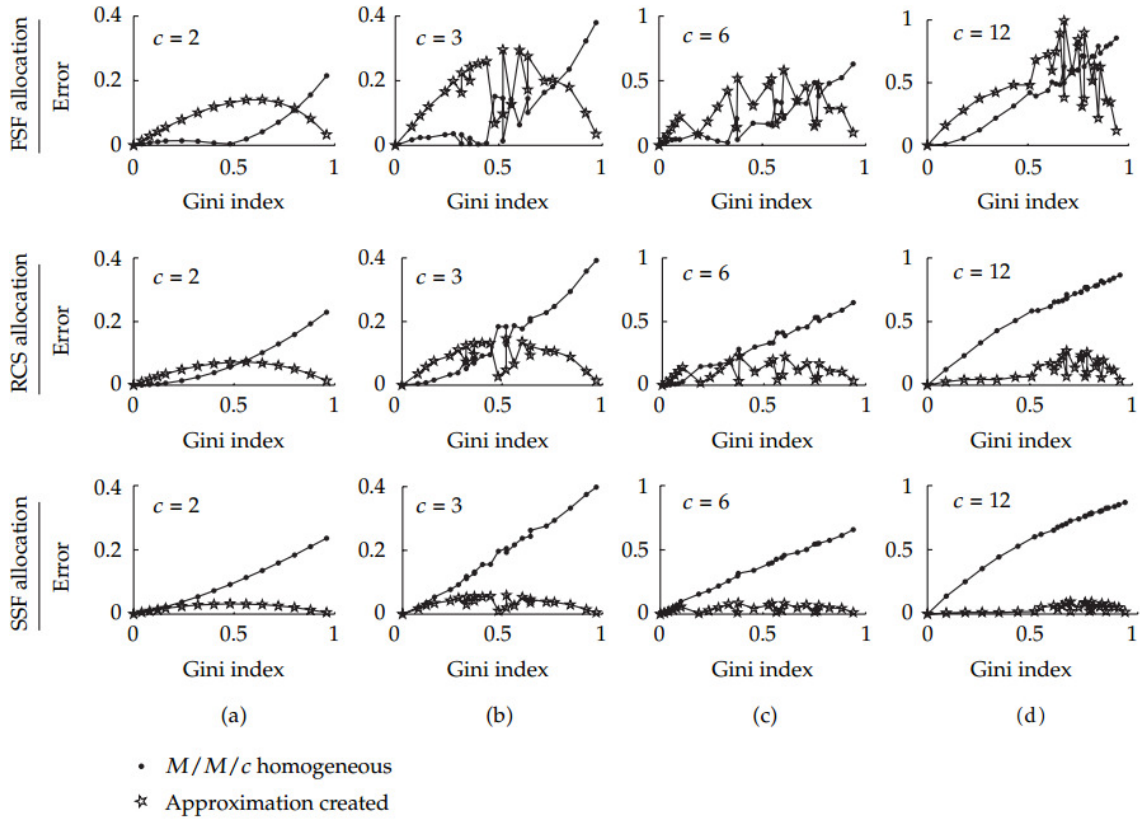 FSF allocation
Error
0.4
0.2
0
c = 2
0
0.5
1
Gini index
0.4
0.2
0
c = 3
0
0.5
1
Gini index
1
0.5
0
c = 6
0
0.5
1
Gini index
1
0.5
0
c = 12
0
0.5
1
Gini index
RCS allocation
Error
0.4
0.2
0
c = 2
0
0.5
1
Gini index
0.4
0.2
0
c = 3
0
0.5
1
Gini index
1
0.5
0
c = 6
0
0.5
1
Gini index
1
0.5
0
c = 12
0
0.5
1
Gini index
SSF allocation
Error
0.4
0.2
0
c = 2
0
0.5
1
Gini index
0.4
0.2
0
c = 3
0
0.5
1
Gini index
1
0.5
0
c = 6
0
0.5
1
Gini index
1
0.5
0
c = 12
0
0.5
1
Gini index
(a)
(b)
(c)
(d)
M/M/c homogeneous
Approximation created